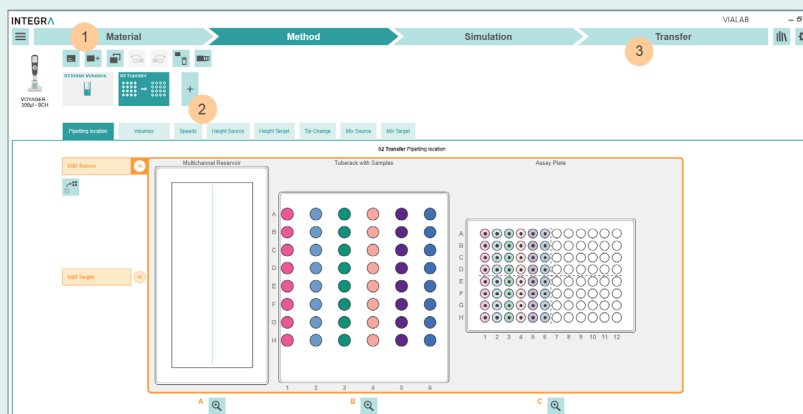 INTEGRA
VIALAB
1
Material
Method
Simulation
Transfer
3
VOYAGER -
300µl - 8CH
01 Initial Volumes
02 Transfer
+
2
Pipetting location
Volumes
Speeds
Height Source
Height Target
Tip Change
Mix Source
Mix Target
02 Transfer Pipetting location
Edit Source
Multichannel Reservoir
Tuberack with Samples
Assay Plate
Edit Target
A
B
C
D
E
F
G
H
1 2 3 4 5 6
A
B
C
D
E
F
G
H
1 2 3 4 5 6 7 8 9 10 11 12
A
B
C